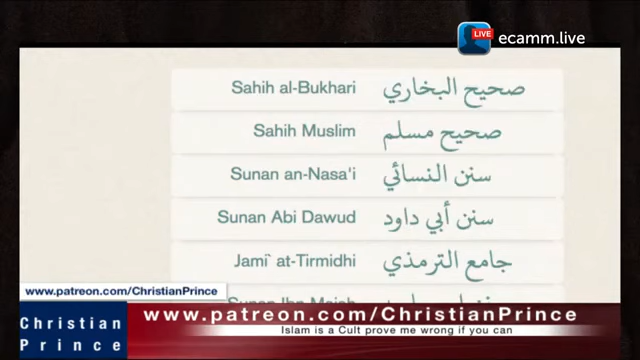 LIVE
ecamm.live
Sahih al-Bukhari صحيح البخاري
Sahih Muslim صحيح مسلم
Sunan an-Nasa'i سنن النسائي
Sunan Abi Dawud سنن أبي داود
Jami` at-Tirmidhi جامع الترمذي
www.patreon.com/ChristianPrince
Christian
Prince
www.patreon.com/ChristianPrince
Islam is a Cult prove me wrong if you can